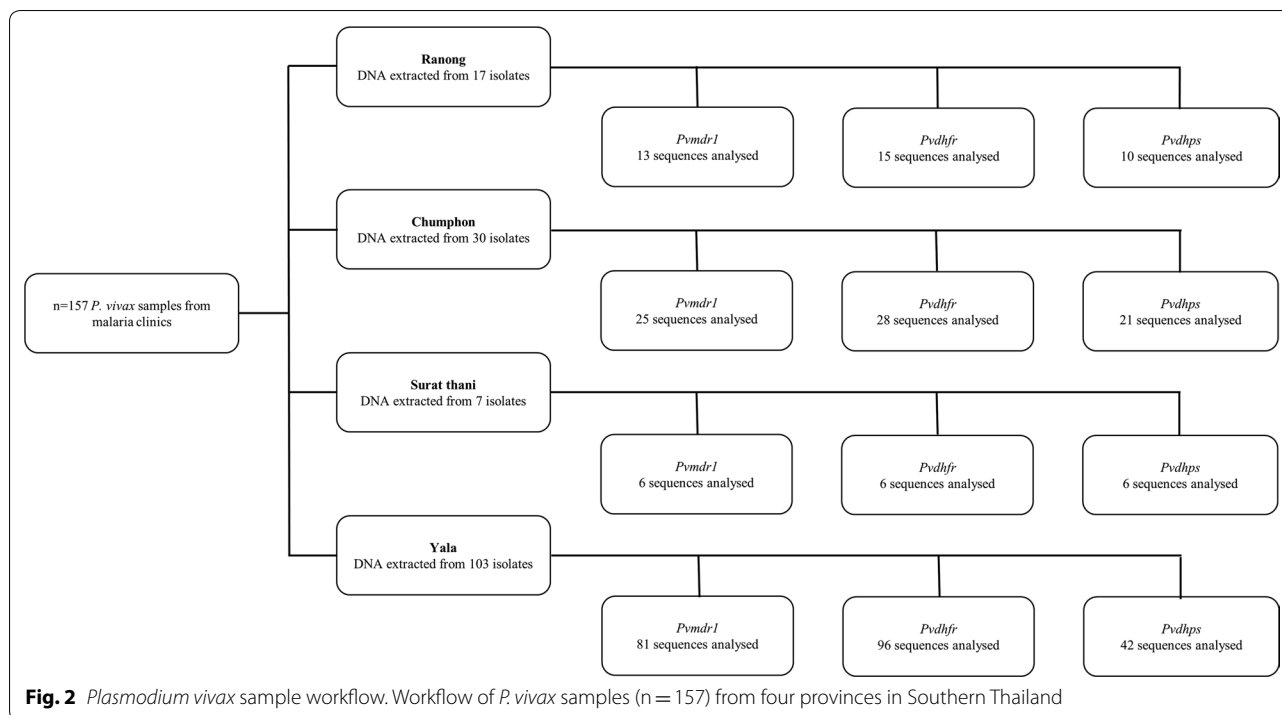 Ranong
DNA extracted from 17 isolates
Pvmdr1
13 sequences analysed
Pvdhfr
15 sequences analysed
Pvdhps
10 sequences analysed
Chumphon
DNA extracted from 30 isolates
Pvmdr1
25 sequences analysed
Pvdhfr
28 sequences analysed
Pvdhps
21 sequences analysed
n=157 P. vivax samples from
malaria clinics
Surat thani
DNA extracted from 7 isolates
Pvmdr1
6 sequences analysed
Pvdhfr
6 sequences analysed
Pvdhps
6 sequences analysed
Yala
DNA extracted from 103 isolates
Pvmdr1
81 sequences analysed
Pvdhfr
96 sequences analysed
Pvdhps
42 sequences analysed
Fig. 2 Plasmodium vivax sample workflow. Workflow of P. vivax samples (n = 157) from four provinces in Southern Thailand